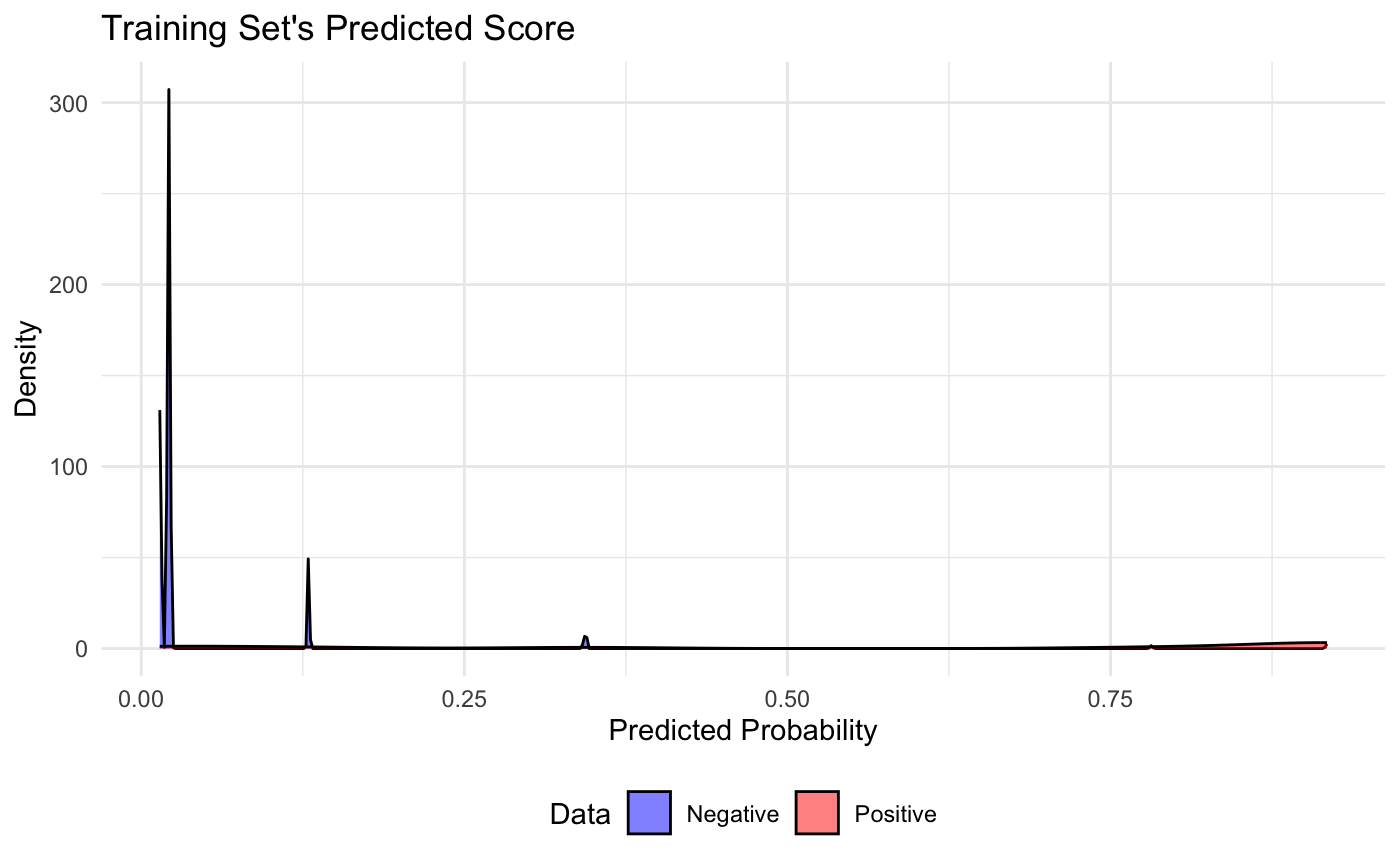 Training Set's Predicted Score
300
200
100
0
Density
0.00 0.25 0.50 0.75
Predicted Probability
Data Negative Positive